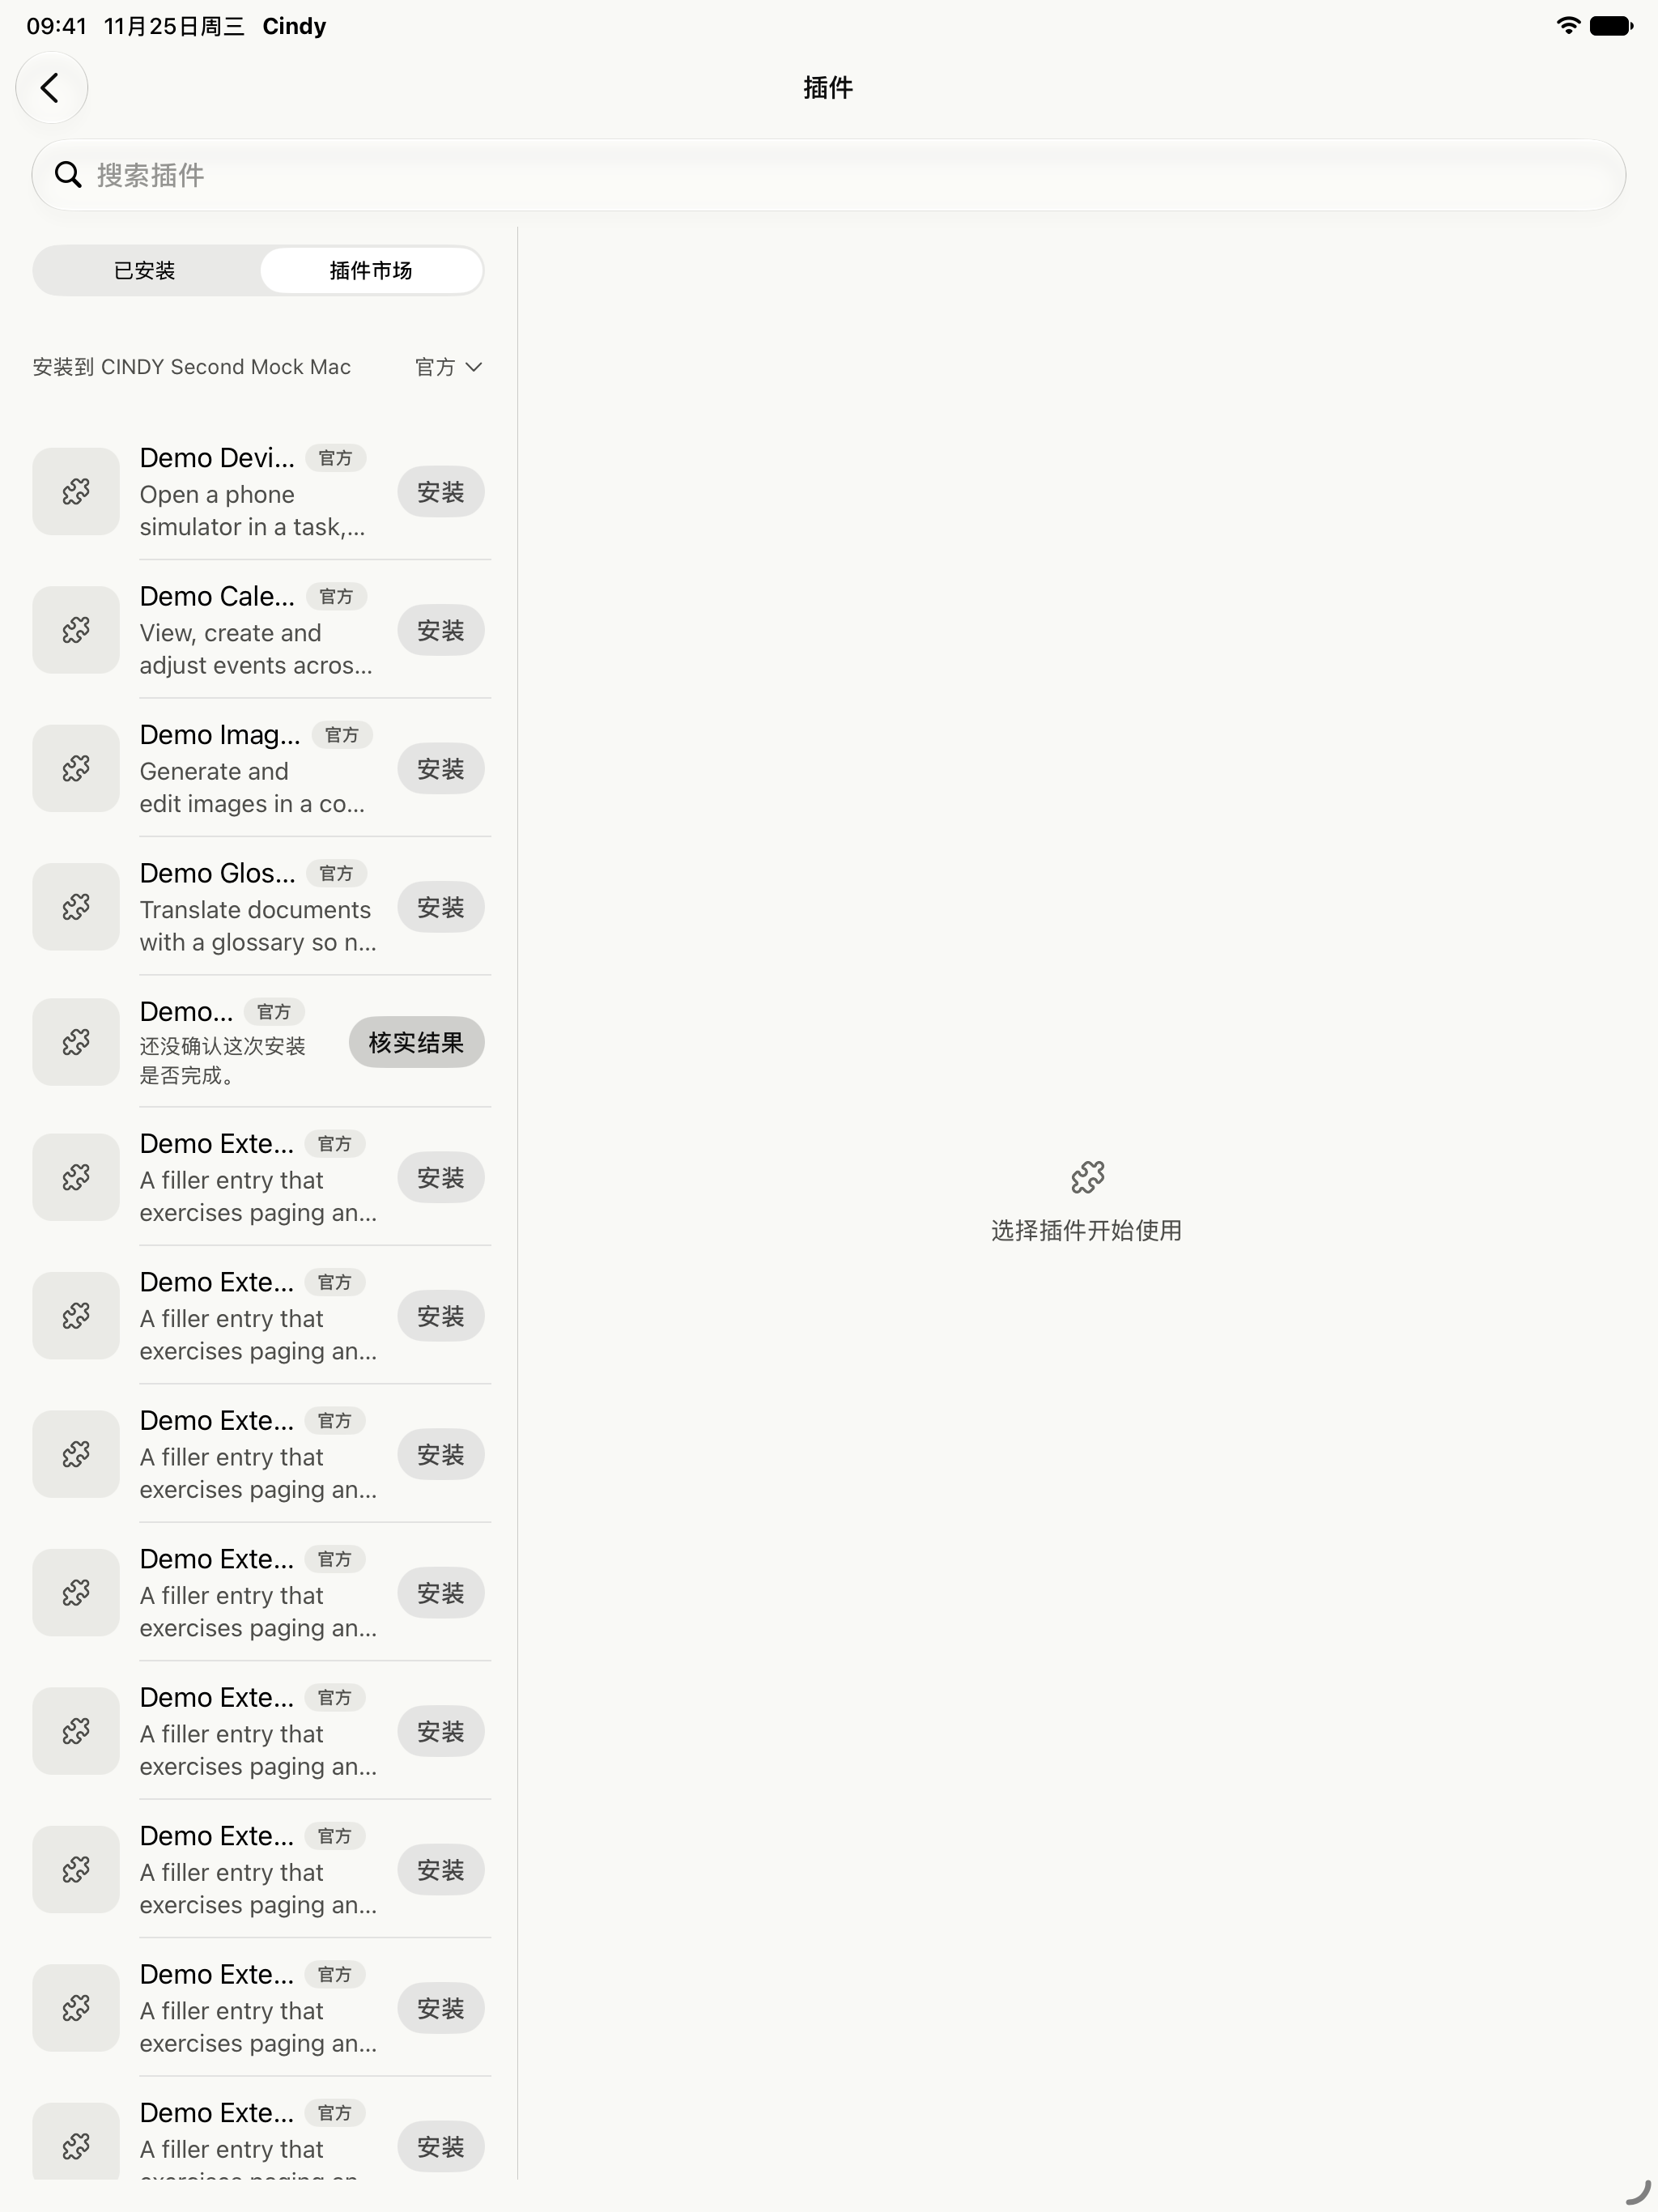 09:41 11月25日周三 Cindy
插件
搜索插件
已安装 插件市场
安装到 CINDY Second Mock Mac 官方
Demo Devi... 官方
Open a phone
simulator in a task,...
安装
Demo Cale... 官方
View, create and
adjust events acros...
安装
Demo Imag... 官方
Generate and
edit images in a co...
安装
Demo Glos... 官方
Translate documents
with a glossary so n...
安装
Demo... 官方
还没确认这次安装
是否完成。
核实结果
Demo Exte... 官方
A filler entry that
exercises paging an...
安装
Demo Exte... 官方
A filler entry that
exercises paging an...
安装
Demo Exte... 官方
A filler entry that
exercises paging an...
安装
Demo Exte... 官方
A filler entry that
exercises paging an...
安装
Demo Exte... 官方
A filler entry that
exercises paging an...
安装
Demo Exte... 官方
A filler entry that
exercises paging an...
安装
Demo Exte... 官方
A filler entry that
exercises paging an...
安装
Demo Exte... 官方
A filler entry that
安装
选择插件开始使用